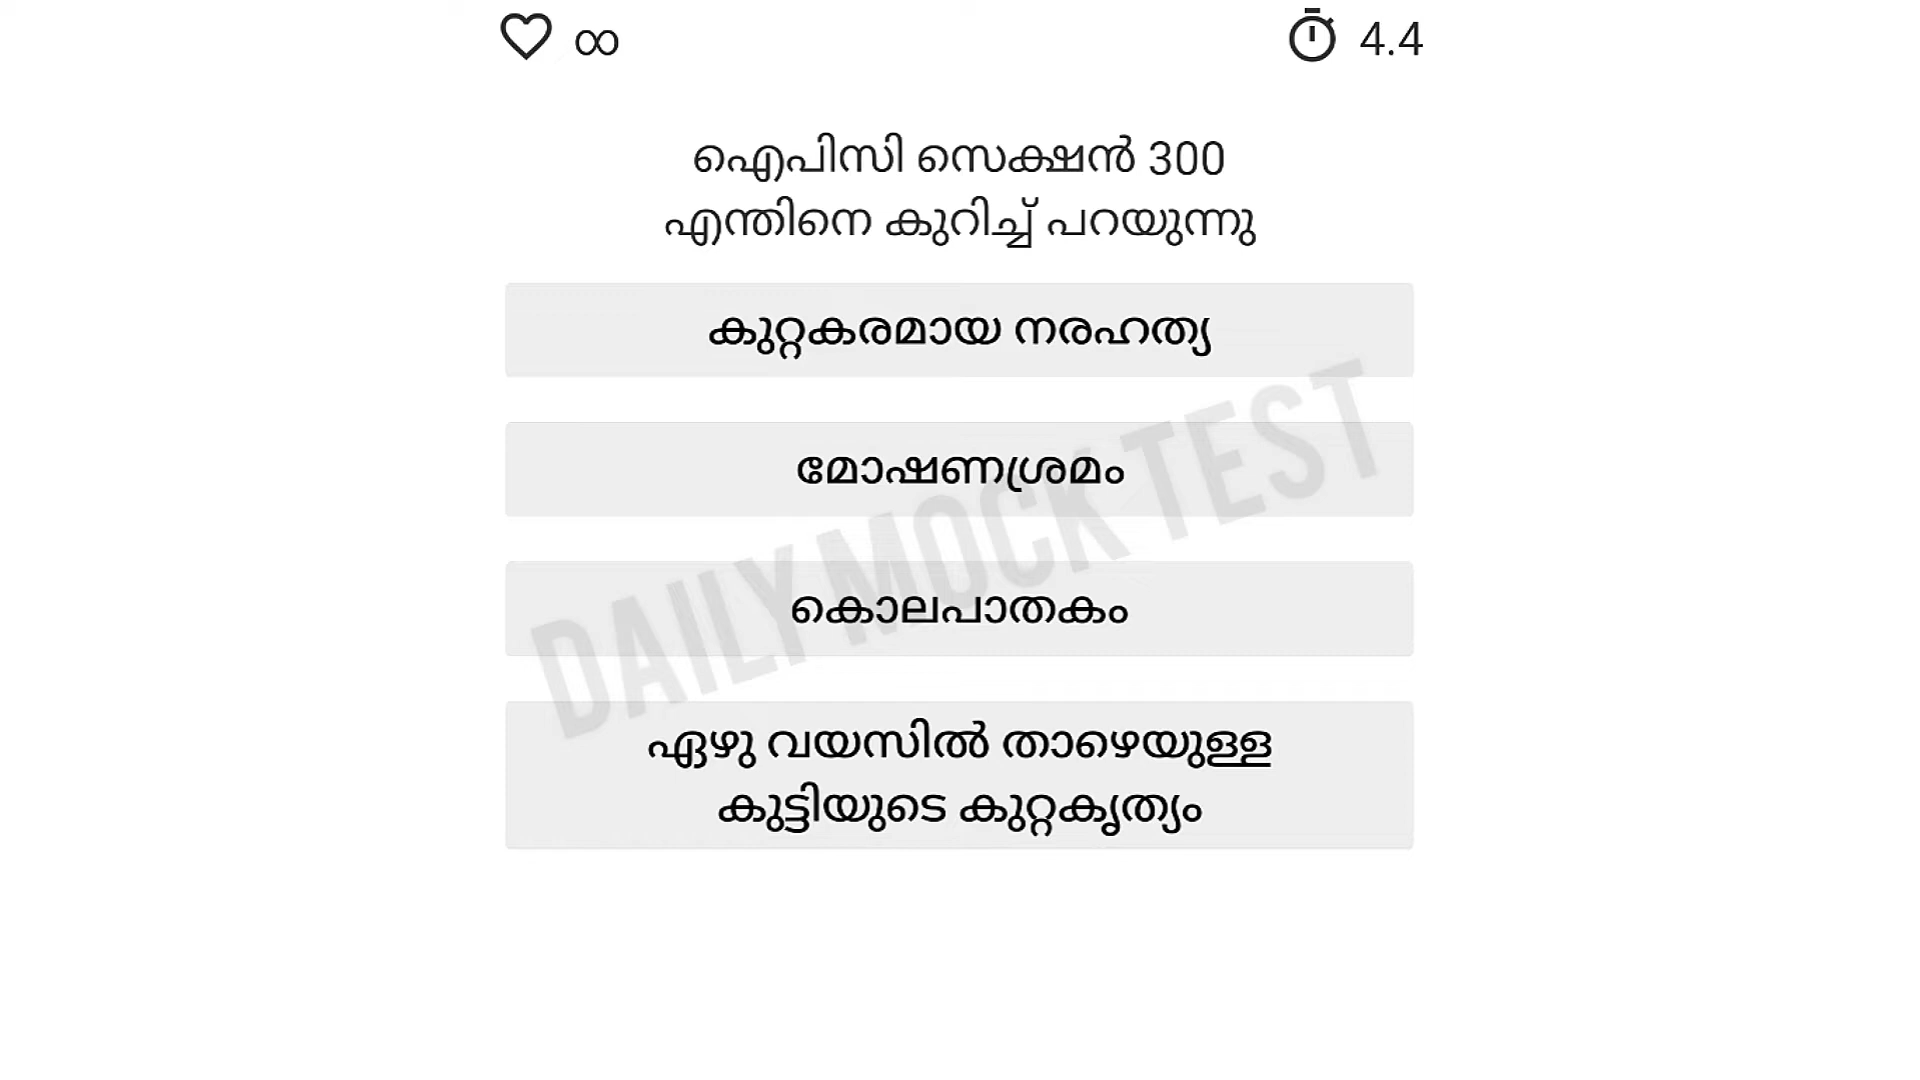 ∞ 4.4
ഐപിസി സെക്ഷൻ 300
എന്തിനെ കുറിച്ച് പറയുന്നു
കുറ്റകരമായ നരഹത്യ
മോഷണശ്രമം
കൊലപാതകം
ഏഴു വയസിൽ താഴെയുള്ള
കുട്ടിയുടെ കുറ്റകൃത്യം
DAILY MOCK TEST